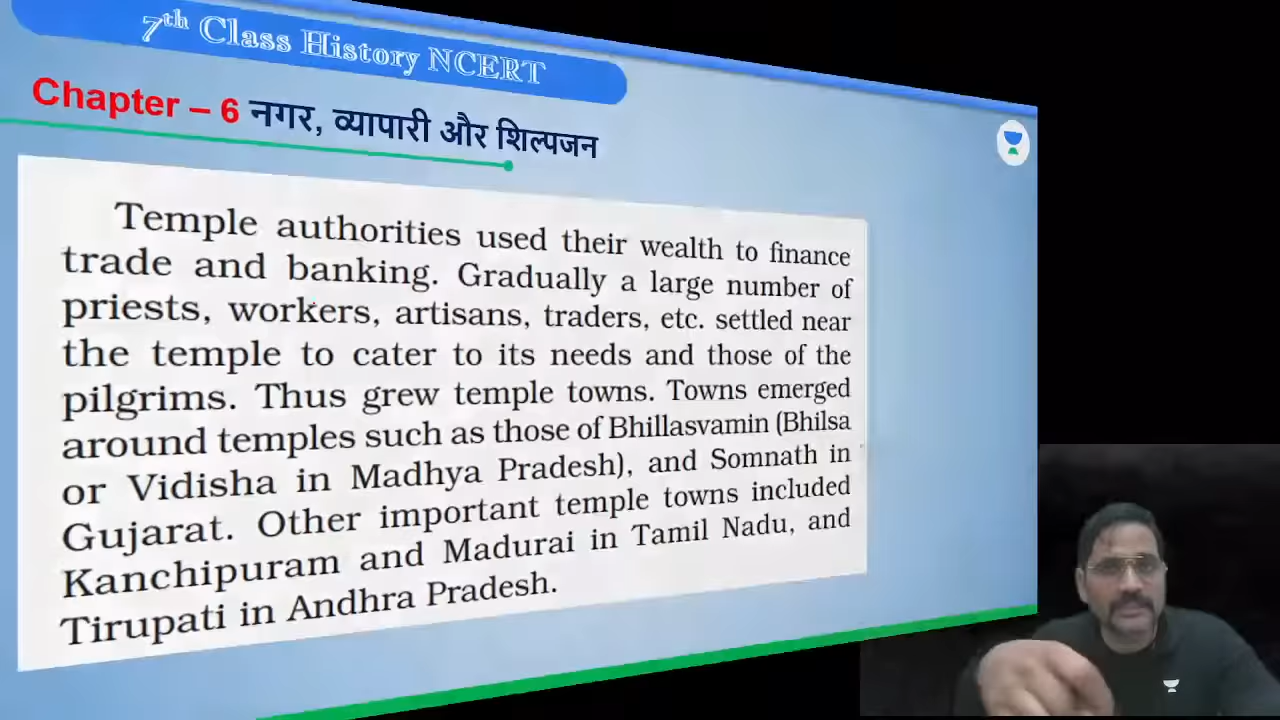 7th Class History NCERT
Chapter – 6 नगर, व्यापारी और शिल्पजन
Temple authorities used their wealth to finance
trade and banking. Gradually a large number of
priests, workers, artisans, traders, etc. settled near
the temple to cater to its needs and those of the
pilgrims. Thus grew temple towns. Towns emerged
around temples such as those of Bhillasvamin (Bhilsa
or Vidisha in Madhya Pradesh), and Somnath in
Gujarat. Other important temple towns included
Kanchipuram and Madurai in Tamil Nadu, and
Tirupati in Andhra Pradesh.